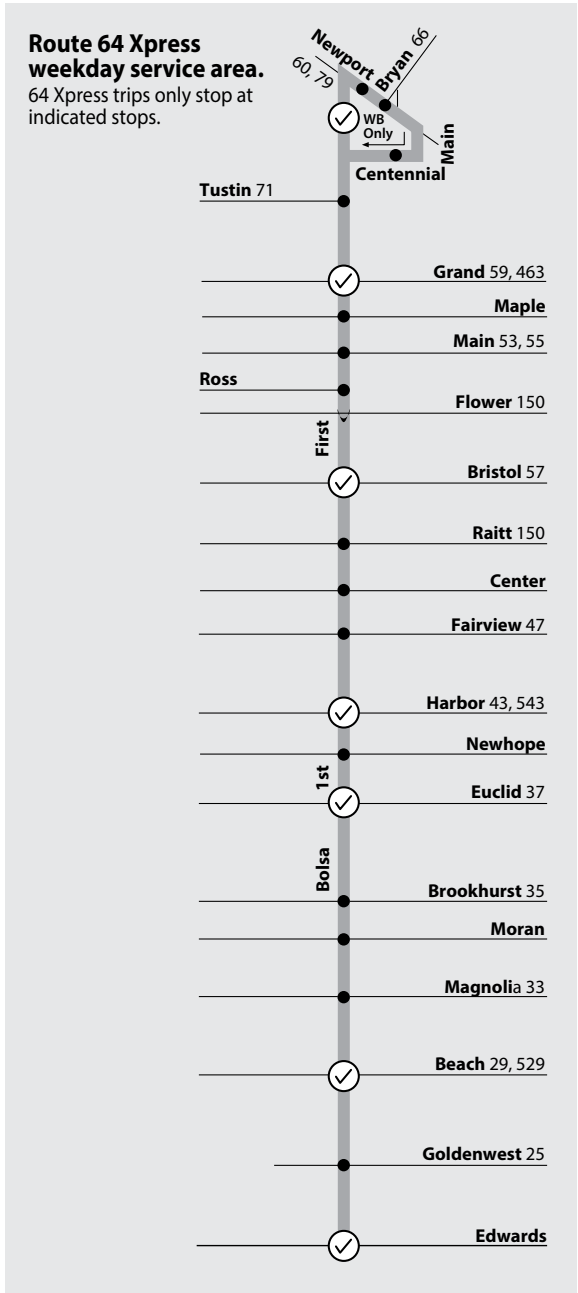 Route 64 Xpress
weekday service area.
64 Xpress trips only stop at
indicated stops.
Newport
Bryan 66
60, 79
WB
Only
Main
Centennial
Tustin 71
Grand 59, 463
Maple
Main 53, 55
Ross
Flower 150
First
Bristol 57
Raitt 150
Center
Fairview 47
Harbor 43, 543
Newhope
1st
Euclid 37
Bolsa
Brookhurst 35
Moran
Magnolia 33
Beach 29, 529
Goldenwest 25
Edwards